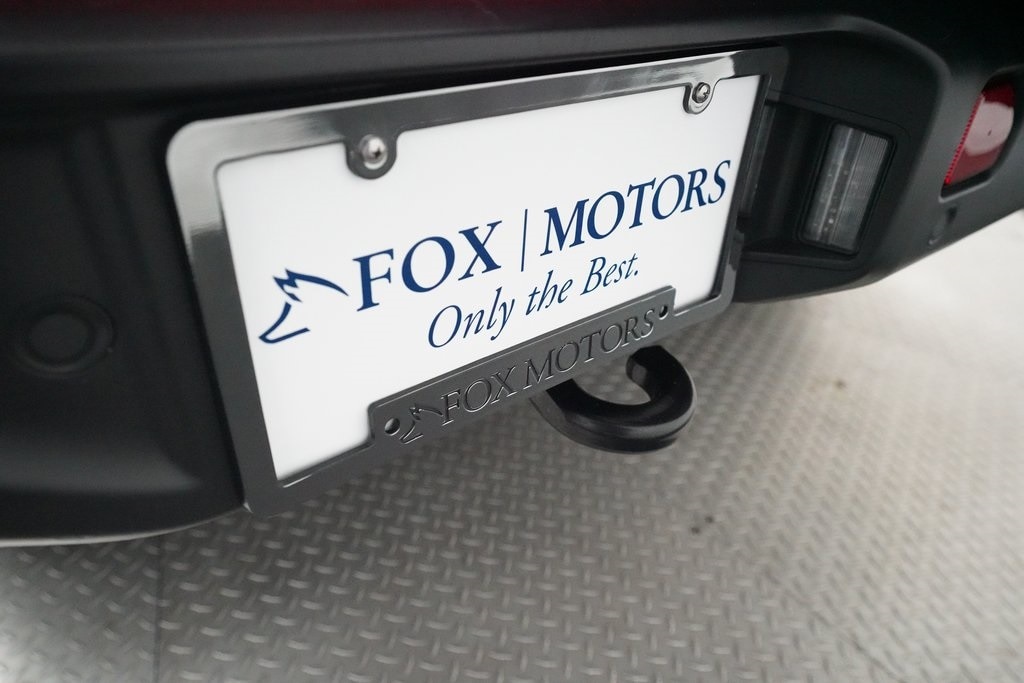 FOX | MOTORS
Only the Best.
FOX MOTORS